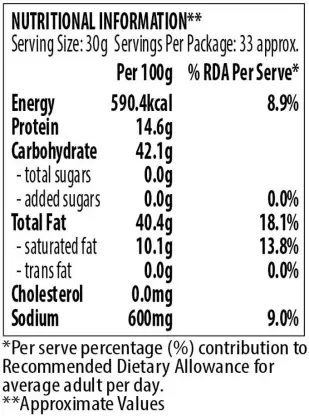 NUTRITIONAL INFORMATION**
Serving Size: 30g Servings Per Package: 33 approx.
Per 100g % RDA Per Serve*
Energy 590.4kcal 8.9%
Protein 14.6g
Carbohydrate 42.1g
- total sugars 0.0g
- added sugars 0.0g 0.0%
Total Fat 40.4g 18.1%
- saturated fat 10.1g 13.8%
- trans fat 0.0g 0.0%
Cholesterol 0.0mg
Sodium 600mg 9.0%
*Per serve percentage (%) contribution to
Recommended Dietary Allowance for
average adult per day.
**Approximate Values